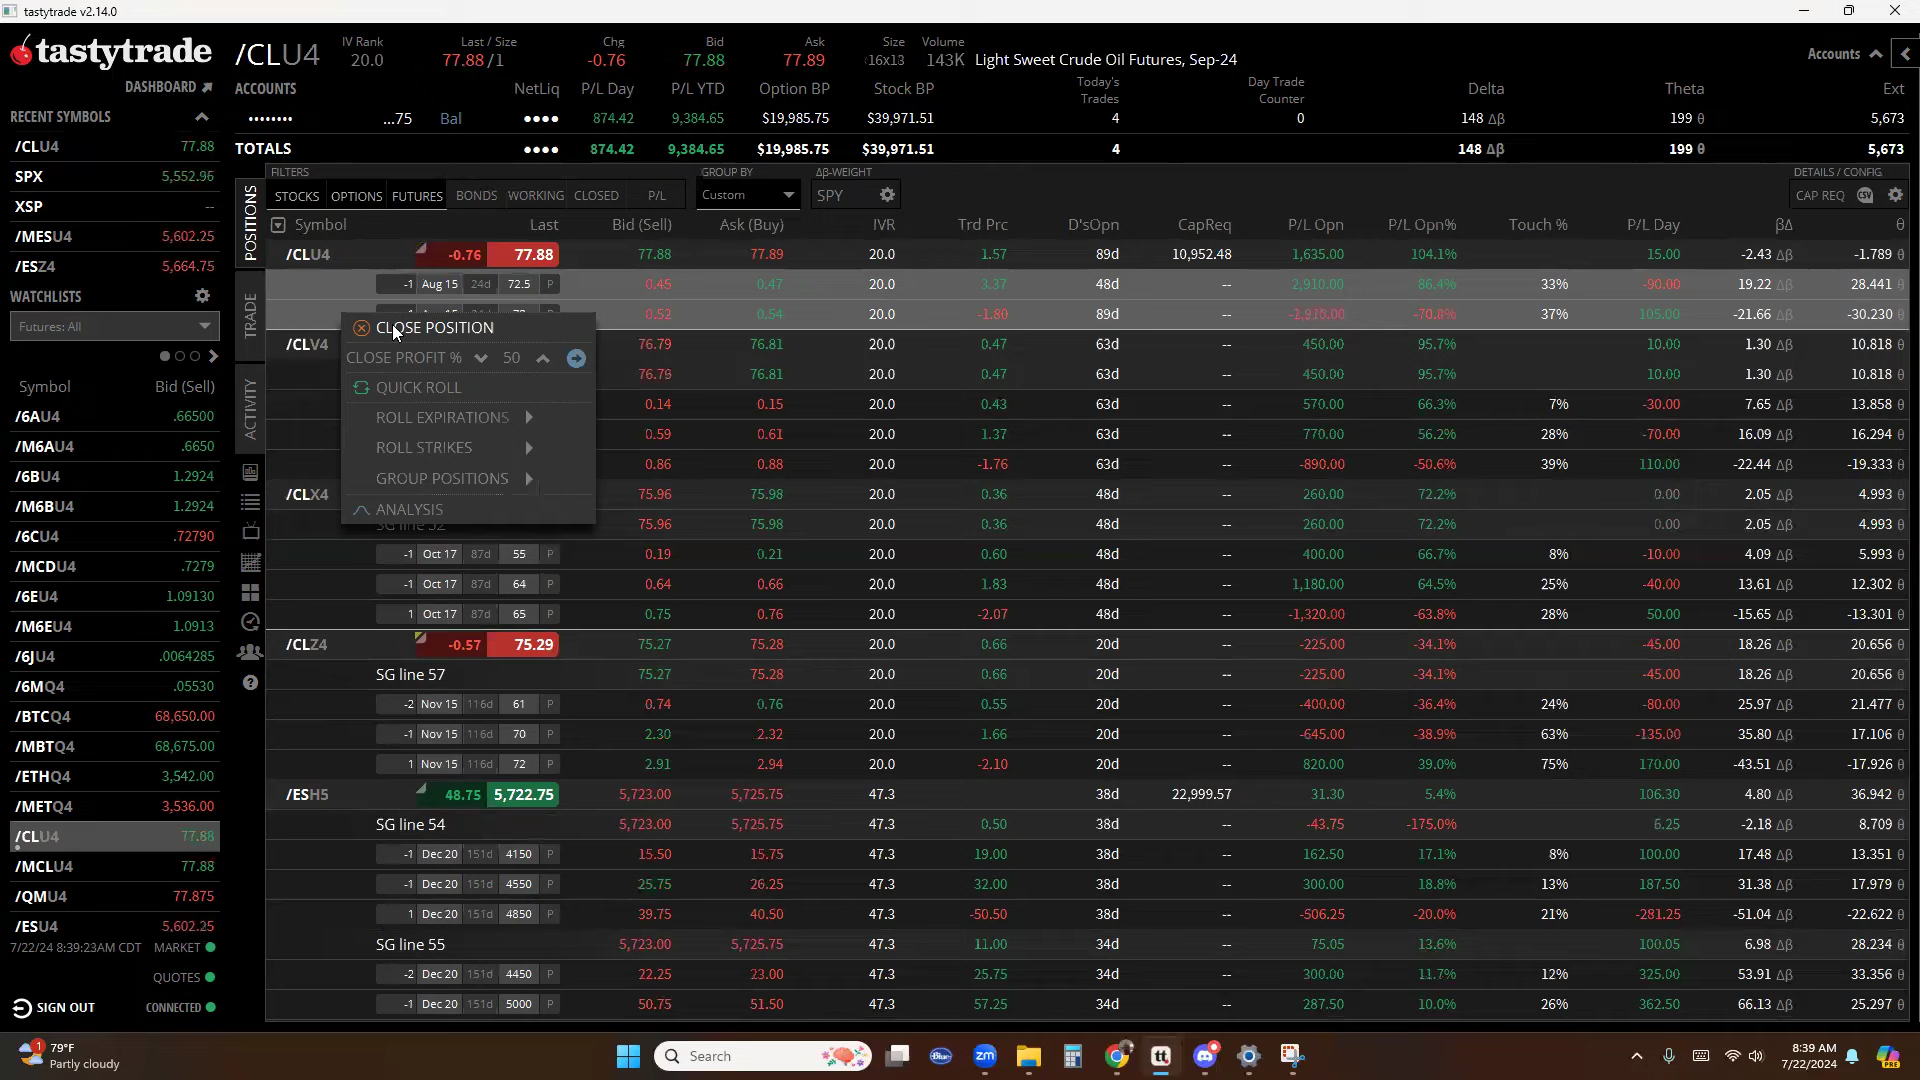 tastytrade v2.14.0
tastytrade
DASHBOARD
/CLU4
IV Rank
20.0
Last / Size
77.88 /1
Chg
-0.76
Bid
77.88
Ask
77.89
Size
16x13
Volume
143K
Light Sweet Crude Oil Futures, Sep-24
Accounts
ACCOUNTS NetLiq P/L Day P/L YTD Option BP Stock BP Today's Trades Day Trade Counter Delta Theta Ext
•••••••• ...75 Bal •••• 874.42 9,384.65 $19,985.75 $39,971.51 4 0 148 Δβ 199 θ 5,673
TOTALS •••• 874.42 9,384.65 $19,985.75 $39,971.51 4 148 Δβ 199 θ 5,673
RECENT SYMBOLS
/CLU4 77.88
SPX 5,552.96
XSP --
/MESU4 5,602.25
/ESZ4 5,664.75
WATCHLISTS
Futures: All
Symbol Bid (Sell)
/6AU4 .66500
/M6AU4 .6650
/6BU4 1.2924
/M6BU4 1.2924
/6CU4 .72790
/MCDU4 .7279
/6EU4 1.09130
/M6EU4 1.0913
/6JU4 .0064285
/6MQ4 .05530
/BTCQ4 68,650.00
/MBTQ4 68,675.00
/ETHQ4 3,542.00
/METQ4 3,536.00
/CLU4 77.88
/MCLU4 77.88
/QMU4 77.875
/ESU4 5,602.25
7/22/24 8:39:23AM CDT MARKET
QUOTES
SIGN OUT CONNECTED
POSITIONS
TRADE
ACTIVITY
FILTERS
STOCKS OPTIONS FUTURES BONDS WORKING CLOSED P/L
GROUP BY
Custom
Δβ-WEIGHT
SPY
DETAILS / CONFIG
CAP REQ CSV
Symbol Last Bid (Sell) Ask (Buy) IVR Trd Prc D'sOpn CapReq P/L Opn P/L Opn% Touch % P/L Day βΔ θ
/CLU4 -0.76 77.88 77.88 77.89 20.0 1.57 89d 10,952.48 1,635.00 104.1% 15.00 -2.43 Δβ -1.789 θ
-1 Aug 15 24d 72.5 P 0.45 0.47 20.0 3.37 48d -- 2,910.00 86.4% 33% -90.00 19.22 Δβ 28.441 θ
0.52 0.54 20.0 -1.80 89d -- 70.8% 37% 105.00 -21.66 Δβ -30.230 θ
/CLV4 76.79 76.81 20.0 0.47 63d -- 450.00 95.7% 10.00 1.30 Δβ 10.818 θ
76.79 76.81 20.0 0.47 63d -- 450.00 95.7% 10.00 1.30 Δβ 10.818 θ
0.14 0.15 20.0 0.43 63d -- 570.00 66.3% 7% -30.00 7.65 Δβ 13.858 θ
0.59 0.61 20.0 1.37 63d -- 770.00 56.2% 28% -70.00 16.09 Δβ 16.294 θ
0.86 0.88 20.0 -1.76 63d -- -890.00 -50.6% 39% 110.00 -22.44 Δβ -19.333 θ
/CLX4 75.96 75.98 20.0 0.36 48d -- 260.00 72.2% 0.00 2.05 Δβ 4.993 θ
SG line 52 75.96 75.98 20.0 0.36 48d -- 260.00 72.2% 0.00 2.05 Δβ 4.993 θ
-1 Oct 17 87d 55 P 0.19 0.21 20.0 0.60 48d -- 400.00 66.7% 8% -10.00 4.09 Δβ 5.993 θ
-1 Oct 17 87d 64 P 0.64 0.66 20.0 1.83 48d -- 1,180.00 64.5% 25% -40.00 13.61 Δβ 12.302 θ
1 Oct 17 87d 65 P 0.75 0.76 20.0 -2.07 48d -- -1,320.00 -63.8% 28% 50.00 -15.65 Δβ -13.301 θ
/CLZ4 -0.57 75.29 75.27 75.28 20.0 0.66 20d -- -225.00 -34.1% -45.00 18.26 Δβ 20.656 θ
SG line 57 75.27 75.28 20.0 0.66 20d -- -225.00 -34.1% -45.00 18.26 Δβ 20.656 θ
-2 Nov 15 116d 61 P 0.74 0.76 20.0 0.55 20d -- -400.00 -36.4% 24% -80.00 25.97 Δβ 21.477 θ
-1 Nov 15 116d 70 P 2.30 2.32 20.0 1.66 20d -- -645.00 -38.9% 63% -135.00 35.80 Δβ 17.106 θ
1 Nov 15 116d 72 P 2.91 2.94 20.0 -2.10 20d -- 820.00 39.0% 75% 170.00 -43.51 Δβ -17.926 θ
/ESH5 48.75 5,722.75 5,723.00 5,725.75 47.3 38d 22,999.57 31.30 5.4% 106.30 4.80 Δβ 36.942 θ
SG line 54 5,723.00 5,725.75 47.3 0.50 38d -- -43.75 -175.0% 6.25 -2.18 Δβ 8.709 θ
-1 Dec 20 151d 4150 P 15.50 15.75 47.3 19.00 38d -- 162.50 17.1% 8% 100.00 17.48 Δβ 13.351 θ
-1 Dec 20 151d 4550 P 25.75 26.25 47.3 32.00 38d -- 300.00 18.8% 13% 187.50 31.38 Δβ 17.979 θ
1 Dec 20 151d 4850 P 39.75 40.50 47.3 -50.50 38d -- -506.25 -20.0% 21% -281.25 -51.04 Δβ -22.622 θ
SG line 55 5,723.00 5,725.75 47.3 11.00 34d -- 75.05 13.6% 100.05 6.98 Δβ 28.234 θ
-2 Dec 20 151d 4450 P 22.25 23.00 47.3 25.75 34d -- 300.00 11.7% 12% 325.00 53.91 Δβ 33.356 θ
-1 Dec 20 151d 5000 P 50.75 51.50 47.3 57.25 34d -- 287.50 10.0% 26% 362.50 66.13 Δβ 25.297 θ
CLOSE POSITION
CLOSE PROFIT % 50
QUICK ROLL
ROLL EXPIRATIONS
ROLL STRIKES
GROUP POSITIONS
ANALYSIS
1
79°F
Partly cloudy
Search
Blue
zm
tt
8:39 AM
7/22/2024
PRE